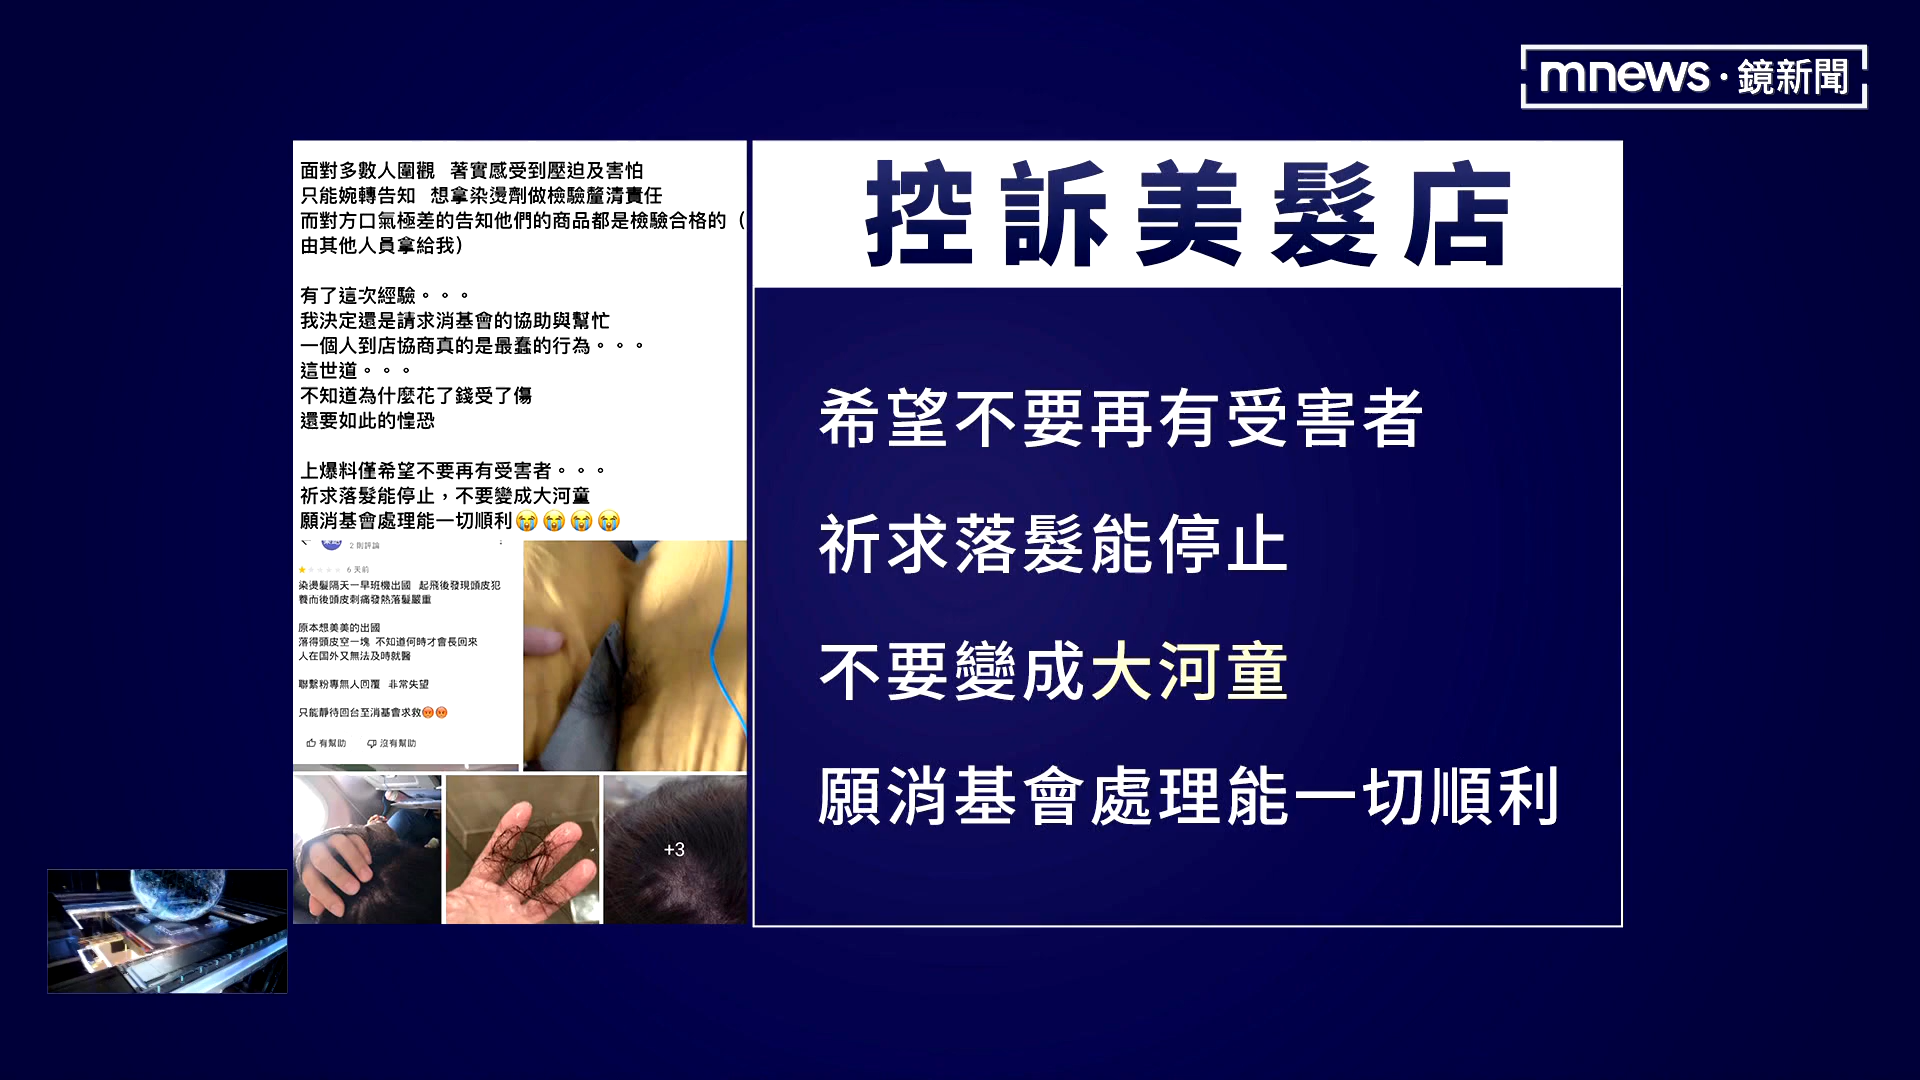 mnews·鏡新聞
面對多數人圍觀 著實感受到壓迫及害怕
只能婉轉告知 想拿染燙劑做檢驗釐清責任
而對方口氣極差的告知他們的商品都是檢驗合格的（
由其他人員拿給我）
有了這次經驗。。。
我決定還是請求消基會的協助與幫忙
一個人到店協商真的是最蠢的行為。。。
這世道。。。
不知道為什麼花了錢受了傷
還要如此的惶恐
上爆料僅希望不要再有受害者。。。
祈求落髮能停止，不要變成大河童
願消基會處理能一切順利😭😭😭😭
2 則評論
6 天前
染燙髮隔天一早班機出國 起飛後發現頭皮犯
養而後頭皮刺痛發熱落髮嚴重
原本想美美的出國
落得頭皮空一塊 不知道何時才會長回來
人在国外又無法及時就醫
聯繫粉專無人回覆 非常失望
只能靜待回台至消基會求救😡😡
有幫助 沒有幫助
+3
控訴美髮店
希望不要再有受害者
祈求落髮能停止
不要變成大河童
願消基會處理能一切順利